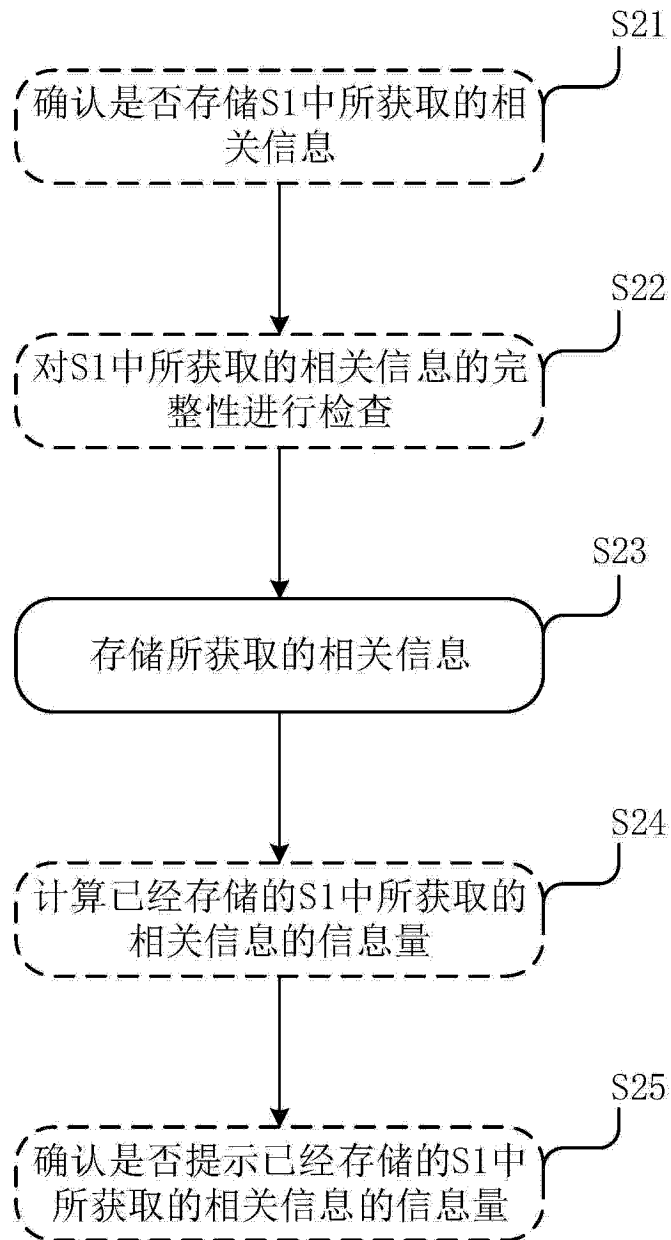 S21
确认是否存储S1中所获取的相
关信息
S22
对S1中所获取的相关信息的完
整性进行检查
S23
存储所获取的相关信息
S24
计算已经存储的S1中所获取的
相关信息的信息量
S25
确认是否提示已经存储的S1中
所获取的相关信息的信息量